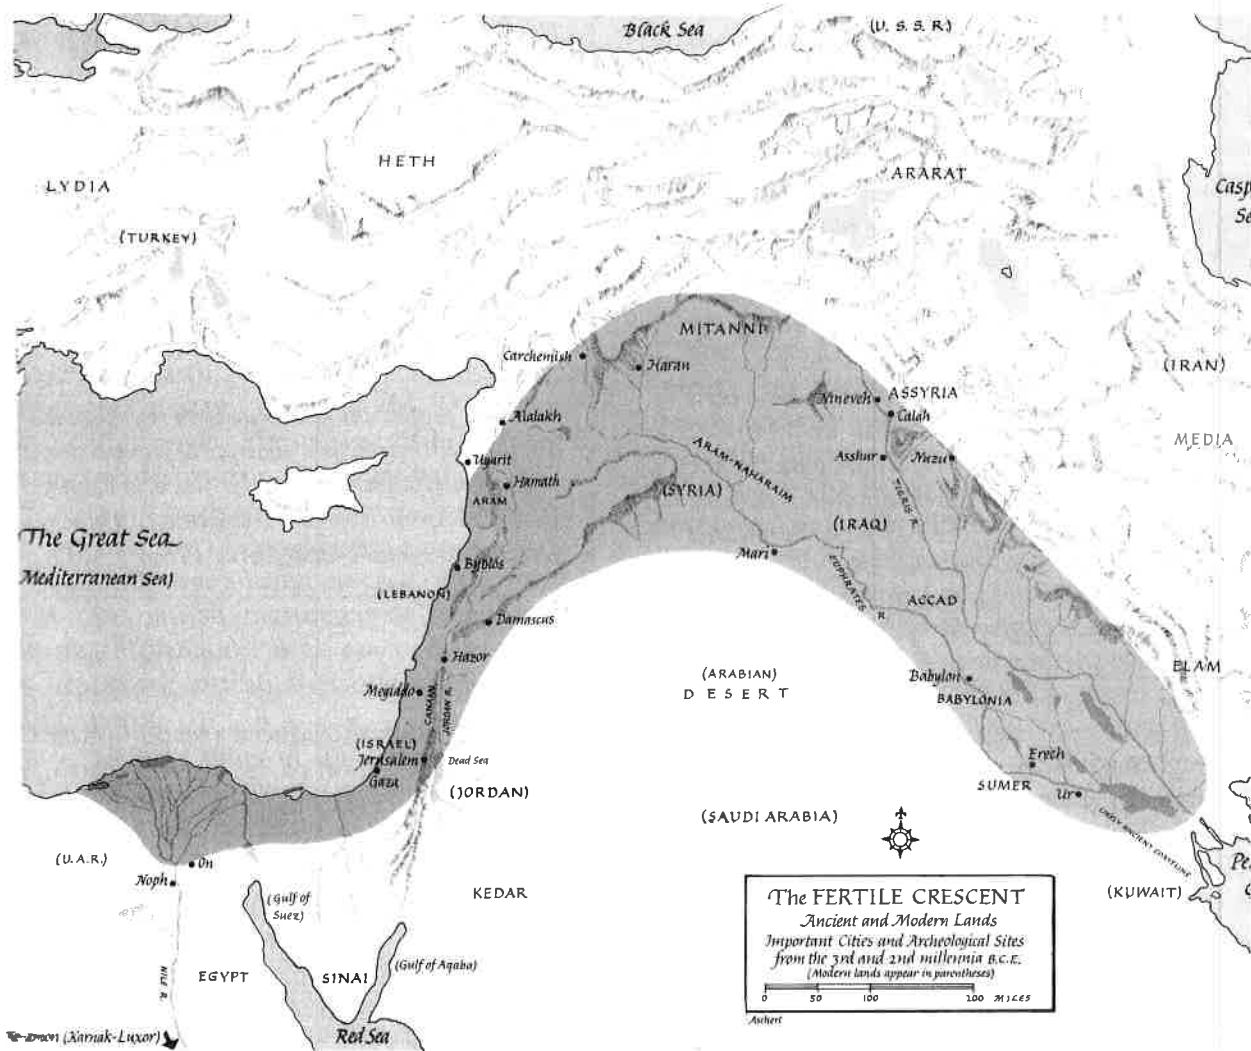 Black Sea
(U. S. S. R.)
HETH
LYDIA
ARARAT
Casp
Se
(TURKEY)
MITANNI
Carchemish
Haran
(IRAN)
Nineveh
ASSYRIA
Calah
Alalakh
MEDIA
Ugarit
Asshur
Nuzu
ARAM-NAHARAIM
Hamath
ARAM
(SYRIA)
TIGRIS R.
(IRAQ)
The Great Sea
Mediterranean Sea)
Mari
Byblos
EUPHRATES R.
(LEBANON)
ACCAD
Damascus
Hazor
ELAM
(ARABIAN)
DESERT
Megiddo
CANAAN
JORDAN R.
Babylon
BABYLONIA
(ISRAEL)
Jerusalem
Dead Sea
Gaza
Erech
SUMER
Ur
(JORDAN)
(SAUDI ARABIA)
ANCIENT COASTLINE
(U.A.R.)
On
Noph
Pe
(KUWAIT)
KEDAR
(Gulf of
Suez)
The FERTILE CRESCENT
Ancient and Modern Lands
Important Cities and Archeological Sites
from the 3rd and 2nd millennia B.C.E.
(Modern lands appear in parentheses)
0 50 100 200 MILES
Aschert
EGYPT
SINAI
(Gulf of Aqaba)
NILE R.
(Karnak-Luxor)
Red Sea